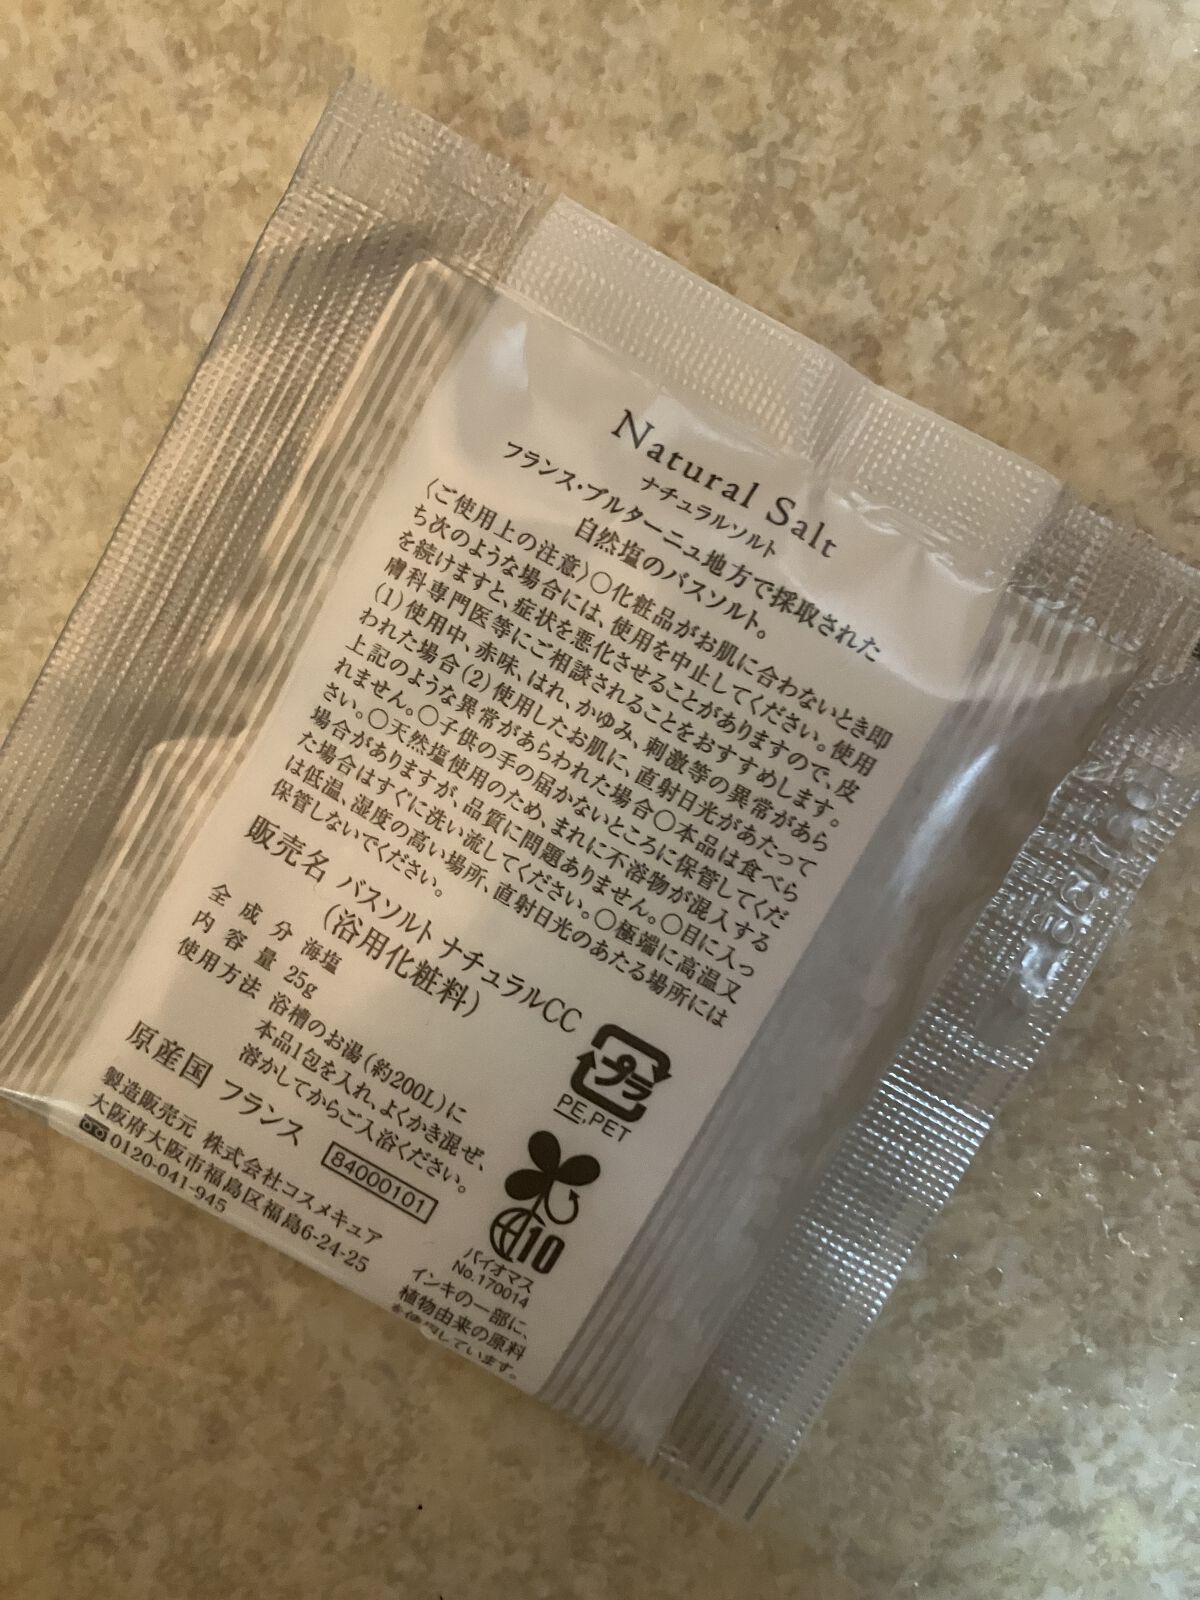 Natural Salt
ナチュラルソルト
フランス・ブルターニュ地方で採取された
自然塩のバスソルト。
〈ご使用上の注意〉○化粧品がお肌に合わないとき即
ち次のような場合には、使用を中止してください。使用
を続けますと、症状を悪化させることがありますので、皮
膚科専門医等にご相談されることをおすすめします。
(1)使用中、赤味、はれ、かゆみ、刺激等の異常があら
われた場合(2)使用したお肌に、直射日光があたって
上記のような異常があらわれた場合○本品は食べら
れません。○子供の手の届かないところに保管してくだ
さい。○天然塩使用のため、まれに不溶物が混入する
場合がありますが、品質に問題ありません。○目に入っ
た場合はすぐに洗い流してください。○極端に高温又
は低温、湿度の高い場所、直射日光のあたる場所には
保管しないでください。
販売名 バスソルト ナチュラルCC
(浴用化粧料)
全成分 海塩
内容量 25g
使用方法 浴槽のお湯(約200L)に
本品1包を入れ、よくかき混ぜ、
溶かしてからご入浴ください。
原産国 フランス
84000101
製造販売元 株式会社コスメキュア
大阪府大阪市福島区福島6-24-25
0120-041-945
プラ
PE,PET
10
バイオマス
No.170014
インキの一部に、
植物由来の原料
を使用しています。